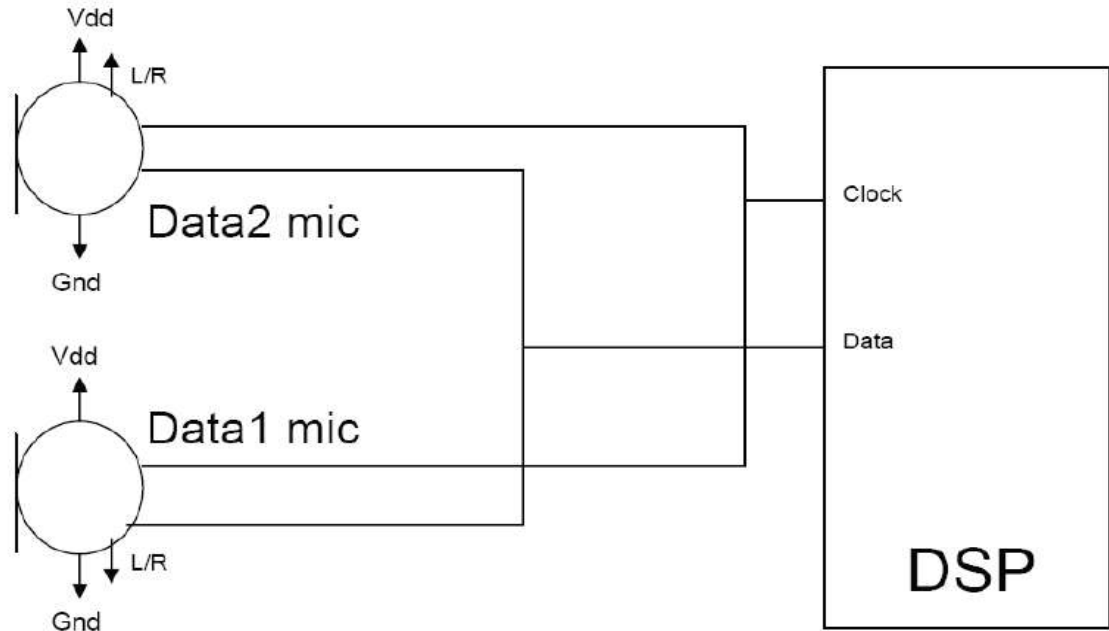 Vdd
L/R
Data2 mic
Gnd
Vdd
Data1 mic
L/R
Gnd
Clock
Data
DSP